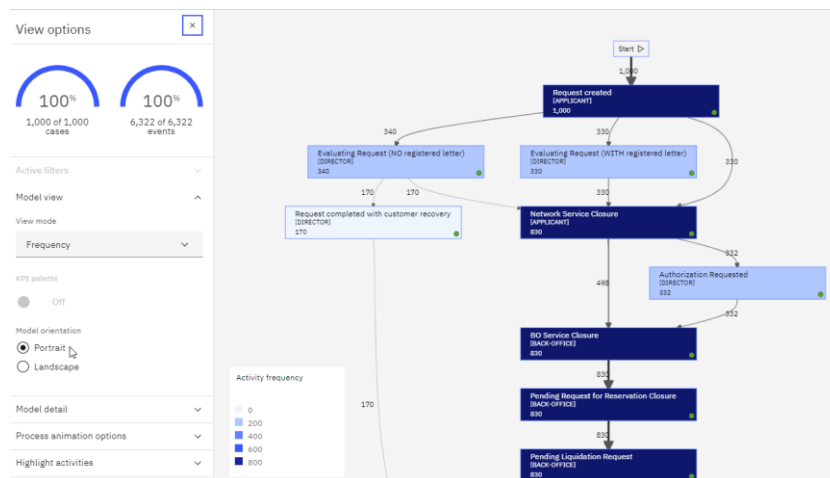 View options
100%
1,000 of 1,000
cases
100%
6,322 of 6,322
events
Active filters
Model view
View mode
Frequency
KPI palette
Off
Model orientation
Portrait
Landscape
Model detail
Process animation options
Highlight activities
Start
1,000
Request created
[APPLICANT]
1,000
340
330
330
Evaluating Request (NO registered letter)
[DIRECTOR]
340
Evaluating Request (WITH registered letter)
[DIRECTOR]
330
170
170
330
Request completed with customer recovery
[DIRECTOR]
170
Network Service Closure
[APPLICANT]
830
332
498
Authorization Requested
[DIRECTOR]
332
332
BO Service Closure
[BACK-OFFICE]
830
830
Pending Request for Reservation Closure
[BACK-OFFICE]
830
170
830
Pending Liquidation Request
[BACK-OFFICE]
830
Activity frequency
0
200
400
600
800